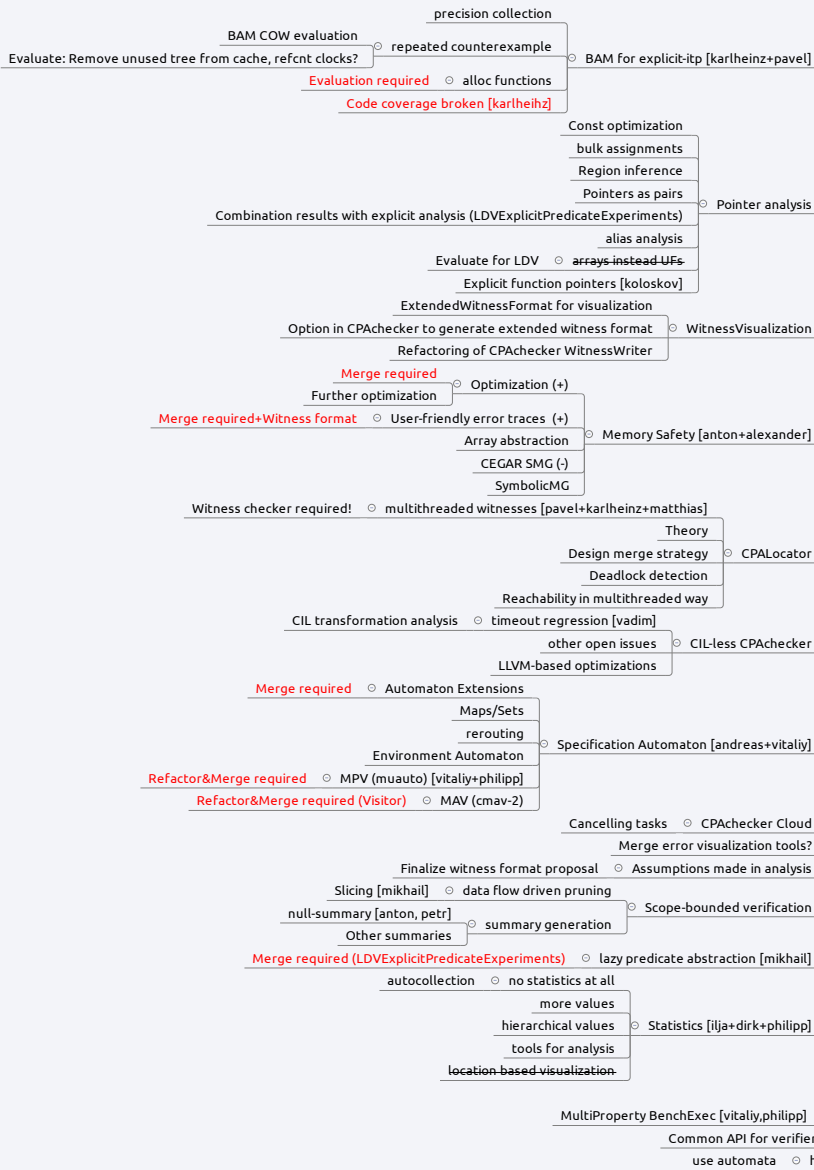 precision collection
BAM COW evaluation
repeated counterexample
Evaluate: Remove unused tree from cache, refcnt clocks?
BAM for explicit-itp [karlheinz+pavel]
Evaluation required
alloc functions
Code coverage broken [karlheihz]
Const optimization
bulk assignments
Region inference
Pointers as pairs
Pointer analysis
Combination results with explicit analysis (LDVExplicitPredicateExperiments)
alias analysis
Evaluate for LDV
arrays instead UFs
Explicit function pointers [koloskov]
ExtendedWitnessFormat for visualization
Option in CPAchecker to generate extended witness format
WitnessVisualization
Refactoring of CPAchecker WitnessWriter
Merge required
Optimization (+)
Further optimization
Merge required+Witness format
User-friendly error traces (+)
Memory Safety [anton+alexander]
Array abstraction
CEGAR SMG (-)
SymbolicMG
Witness checker required!
multithreaded witnesses [pavel+karlheinz+matthias]
Theory
Design merge strategy
CPALocator
Deadlock detection
Reachability in multithreaded way
CIL transformation analysis
timeout regression [vadim]
other open issues
CIL-less CPAchecker
LLVM-based optimizations
Merge required
Automaton Extensions
Maps/Sets
rerouting
Specification Automaton [andreas+vitaliy]
Environment Automaton
Refactor&Merge required
MPV (muauto) [vitaliy+philipp]
Refactor&Merge required (Visitor)
MAV (cmav-2)
Cancelling tasks
CPAchecker Cloud
Merge error visualization tools?
Finalize witness format proposal
Assumptions made in analysis
Slicing [mikhail]
data flow driven pruning
Scope-bounded verification
null-summary [anton, petr]
summary generation
Other summaries
Merge required (LDVExplicitPredicateExperiments)
lazy predicate abstraction [mikhail]
autocollection
no statistics at all
more values
hierarchical values
Statistics [ilja+dirk+philipp]
tools for analysis
location based visualization
MultiProperty BenchExec [vitaliy,philipp]
Common API for verifier
use automata